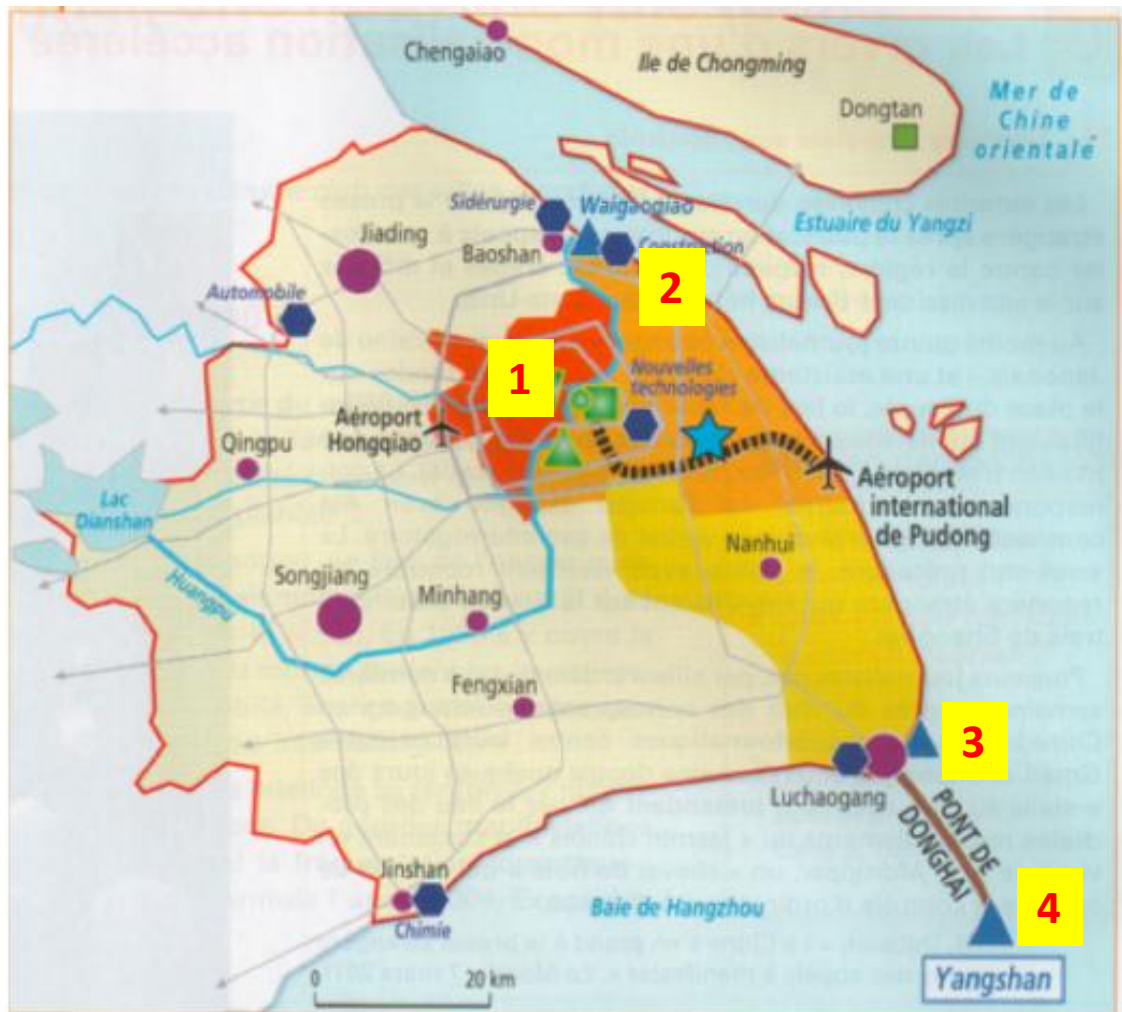 Chengaiao
Ile de Chongming
Dongtan
Mer de
Chine
orientale
Sidérurgie
Waigaogiao
Estuaire du Yangzi
Jiading
Baoshan
Construction
2
Automobile
1
Nouvelles
technologies
Aéroport
Hongqiao
Qingpu
Aéroport
international
de Pudong
Lac
Dianshan
Nanhui
Huangpu
Songjiang
Minhang
Fengxian
3
Luchaogang
PONT DE
DONGHAI
Jinshan
Chimie
Baie de Hangzhou
4
0
20 km
Yangshan